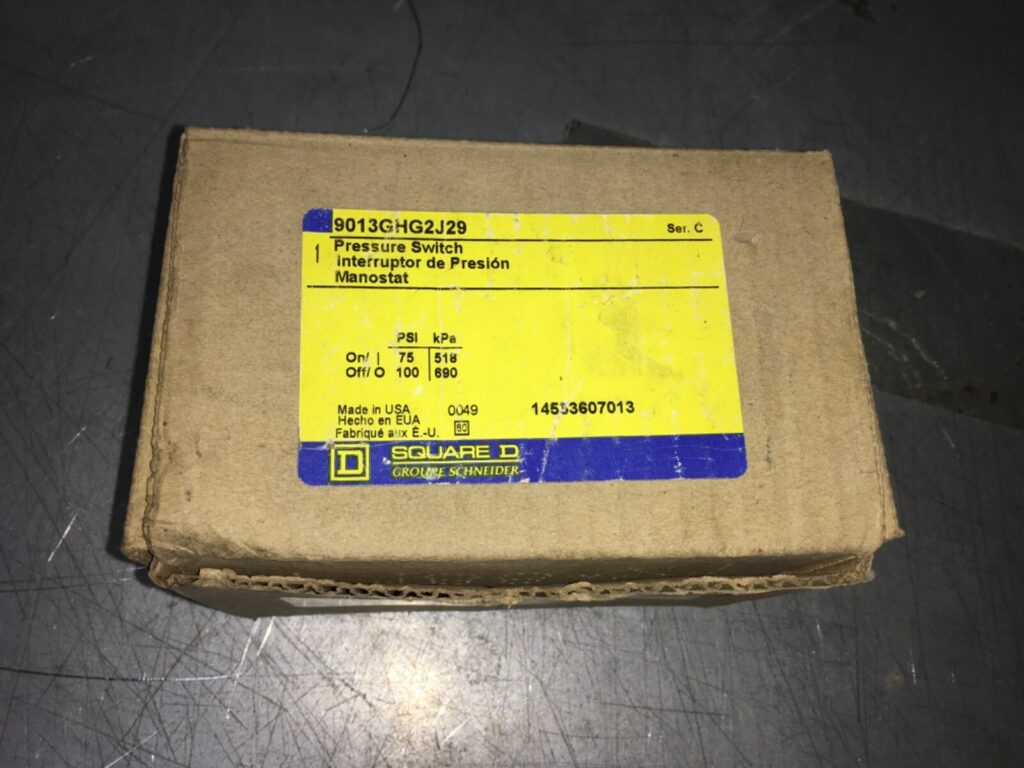 9013GHG2J29 Ser. C
1 Pressure Switch
Interruptor de Presión
Manostat
PSI kPa
On/ | 75 518
Off/ O 100 690
Made in USA 0049 14533607013
Hecho en EUA
Fabriqué aux É.-U.
D SQUARE D
GROUPE SCHNEIDER